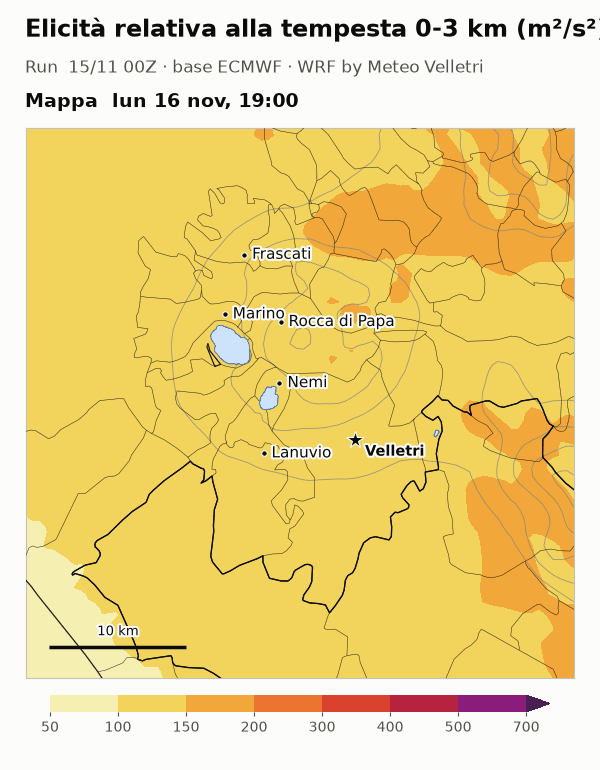 Elicità relativa alla tempesta 0-3 km (m²/s²)
Run  15/11 00Z · base ECMWF · WRF by Meteo Velletri
Mappa  lun 16 nov, 19:00
Frascati
Marino
Rocca di Papa
Nemi
Velletri
Lanuvio
10 km
50 100 150 200 300 400 500 700